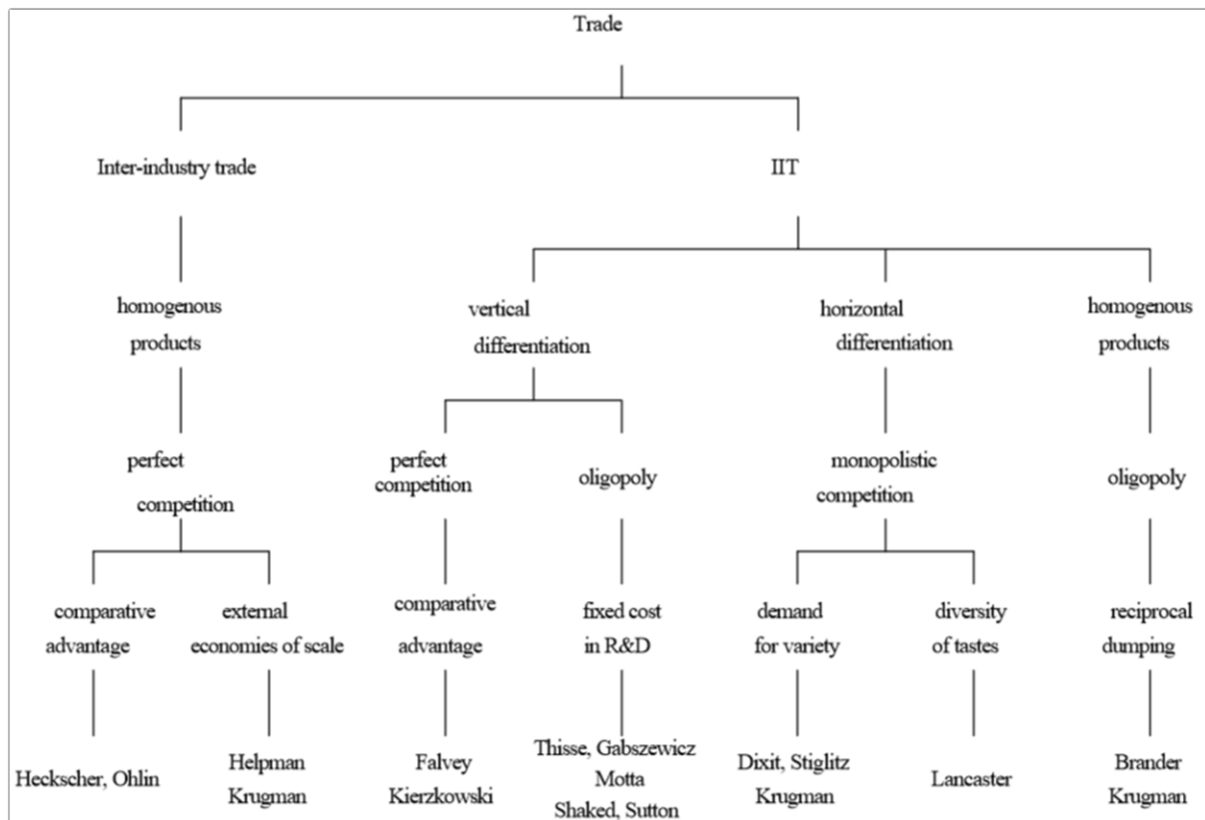 Trade
Inter-industry trade
IIT
homogenous
products
vertical
differentiation
horizontal
differentiation
homogenous
products
perfect
competition
perfect
competition
oligopoly
monopolistic
competition
oligopoly
comparative
advantage
external
economies of scale
comparative
advantage
fixed cost
in R&D
demand
for variety
diversity
of tastes
reciprocal
dumping
Heckscher, Ohlin
Helpman
Krugman
Falvey
Kierzkowski
Thisse, Gabszewicz
Motta
Shaked, Sutton
Dixit, Stiglitz
Krugman
Lancaster
Brander
Krugman